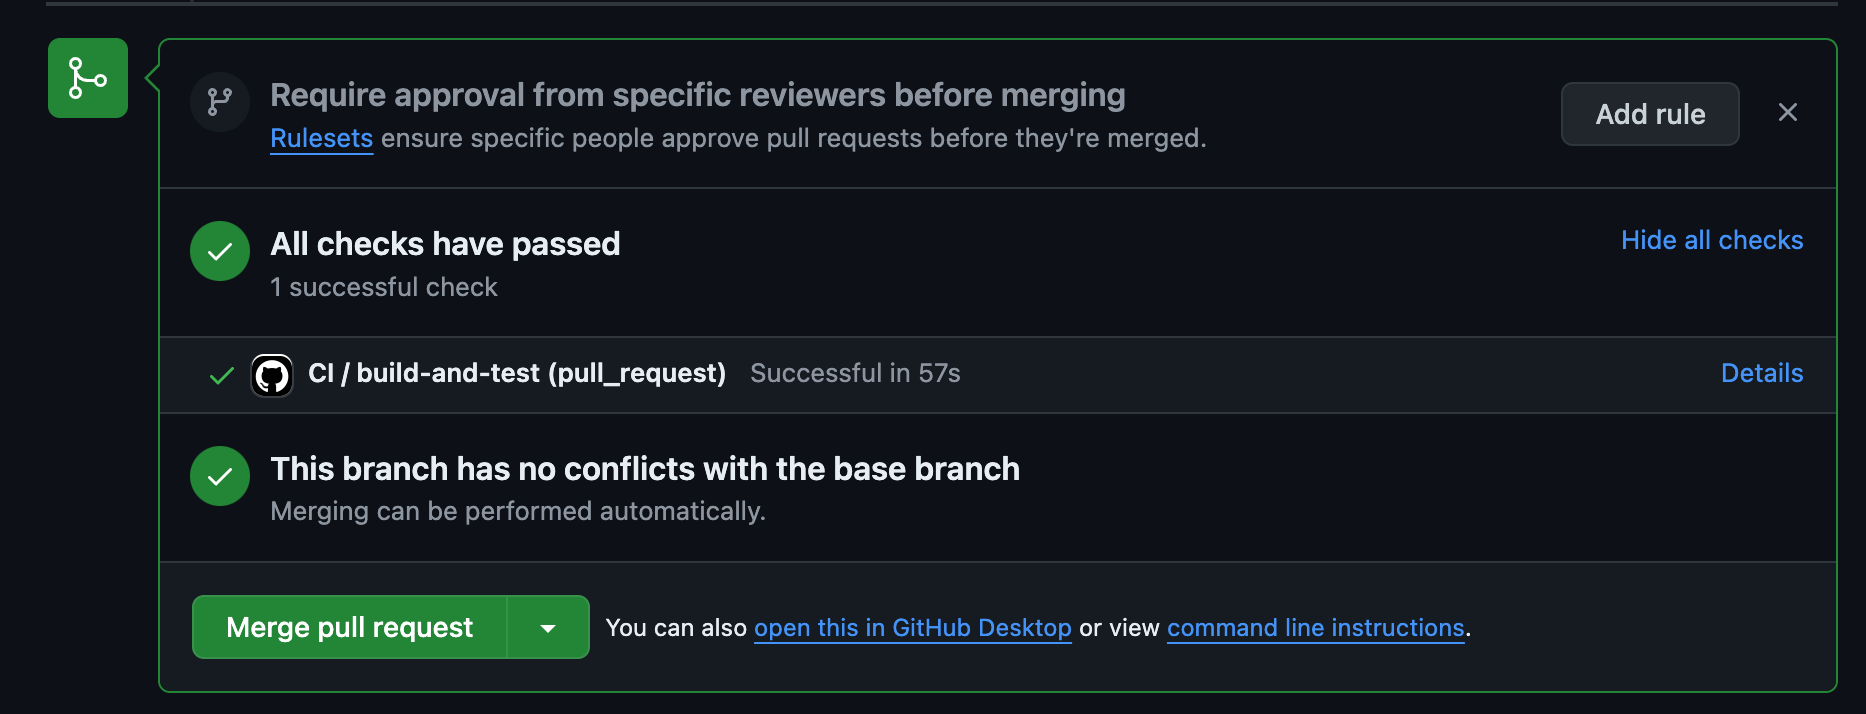 Require approval from specific reviewers before merging
Rulesets ensure specific people approve pull requests before they're merged.
Add rule
All checks have passed
1 successful check
Hide all checks
CI / build-and-test (pull_request) Successful in 57s
Details
This branch has no conflicts with the base branch
Merging can be performed automatically.
Merge pull request
You can also open this in GitHub Desktop or view command line instructions.